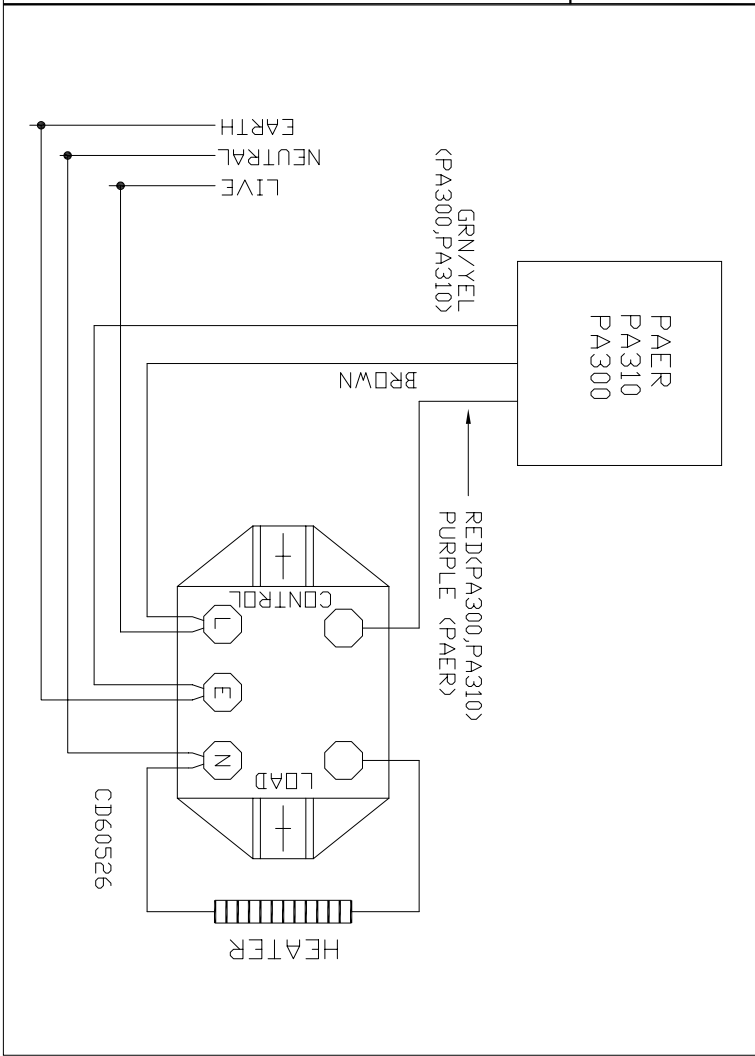 EARTH
NEUTRAL
LIVE
GRN/YEL
(PA300,PA310)
PAER
PA310
PA300
BROWN
RED(PA300,PA310)
PURPLE (PAER)
CONTROL
L
E
N
LOAD
CD60526
HEATER